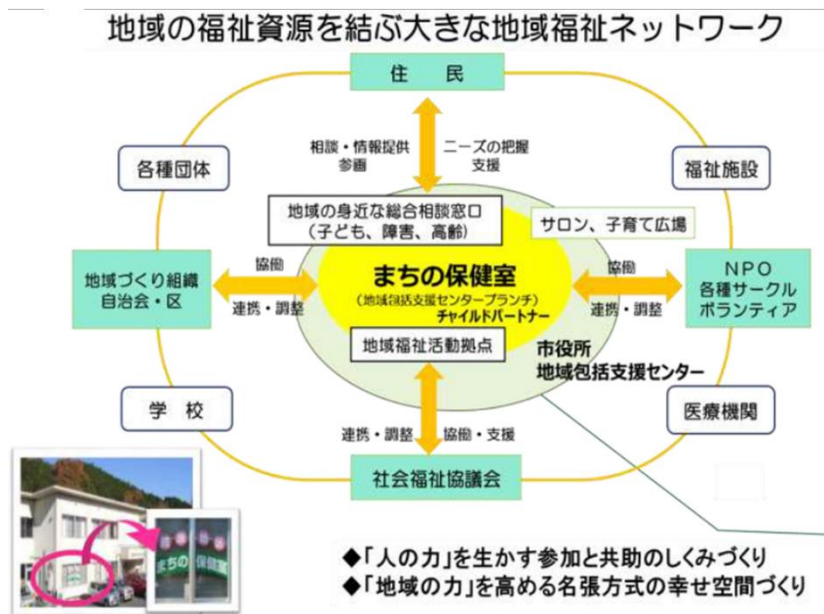 地域の福祉資源を結ぶ大きな地域福祉ネットワーク
住 民
相談・情報提供
参画
ニーズの把握
支援
各種団体
福祉施設
地域の身近な総合相談窓口
(子ども、障害、高齢)
サロン、子育て広場
地域づくり組織
自治会・区
協働
連携・調整
まちの保健室
(地域包括支援センターブランチ)
チャイルドパートナー
協働
連携・調整
NPO
各種サークル
ボランティア
地域福祉活動拠点
市役所
地域包括支援センター
学 校
医療機関
連携・調整
協働・支援
社会福祉協議会
まちの
保健室
◆「人の力」を生かす参加と共助のしくみづくり
◆「地域の力」を高める名張方式の幸せ空間づくり